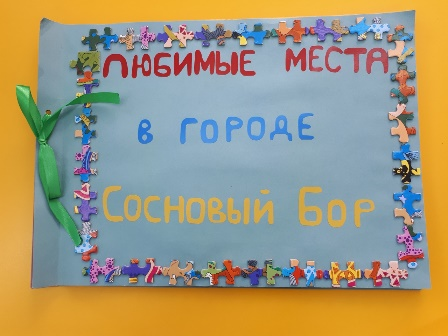 Любимые места
в городе
Сосновый Бор